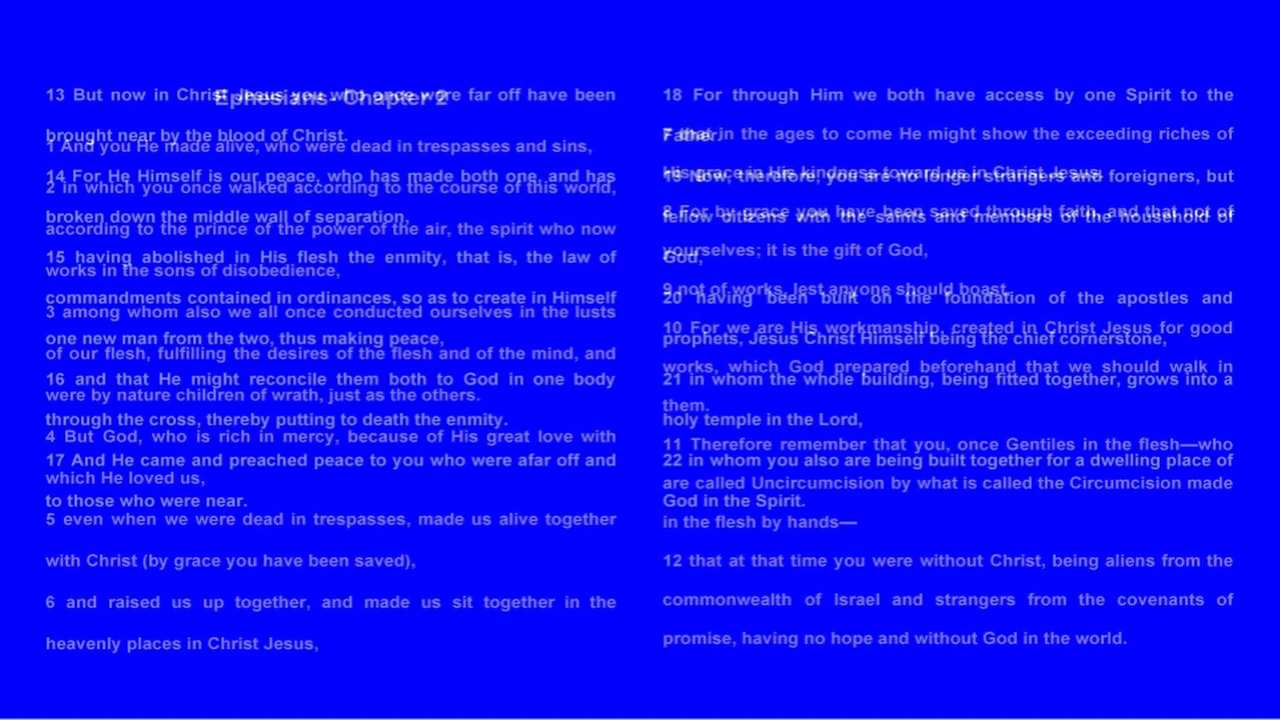 Ephesians - Chapter 2
1 And you He made alive, who were dead in trespasses and sins,
2 in which you once walked according to the course of this world,
according to the prince of the power of the air, the spirit who now
works in the sons of disobedience,
3 among whom also we all once conducted ourselves in the lusts
of our flesh, fulfilling the desires of the flesh and of the mind, and
were by nature children of wrath, just as the others.
4 But God, who is rich in mercy, because of His great love with
which He loved us,
5 even when we were dead in trespasses, made us alive together
with Christ (by grace you have been saved),
6 and raised us up together, and made us sit together in the
heavenly places in Christ Jesus,
7 that in the ages to come He might show the exceeding riches of
His grace in His kindness toward us in Christ Jesus.
8 For by grace you have been saved through faith, and that not of
yourselves; it is the gift of God,
9 not of works, lest anyone should boast.
10 For we are His workmanship, created in Christ Jesus for good
works, which God prepared beforehand that we should walk in
them.
11 Therefore remember that you, once Gentiles in the flesh—who
are called Uncircumcision by what is called the Circumcision made
in the flesh by hands—
12 that at that time you were without Christ, being aliens from the
commonwealth of Israel and strangers from the covenants of
promise, having no hope and without God in the world.
13 But now in Christ Jesus you who once were far off have been
brought near by the blood of Christ.
14 For He Himself is our peace, who has made both one, and has
broken down the middle wall of separation,
15 having abolished in His flesh the enmity, that is, the law of
commandments contained in ordinances, so as to create in Himself
one new man from the two, thus making peace,
16 and that He might reconcile them both to God in one body
through the cross, thereby putting to death the enmity.
17 And He came and preached peace to you who were afar off and
to those who were near.
18 For through Him we both have access by one Spirit to the
Father.
19 Now, therefore, you are no longer strangers and foreigners, but
fellow citizens with the saints and members of the household of
God,
20 having been built on the foundation of the apostles and
prophets, Jesus Christ Himself being the chief cornerstone,
21 in whom the whole building, being fitted together, grows into a
holy temple in the Lord,
22 in whom you also are being built together for a dwelling place of
God in the Spirit.